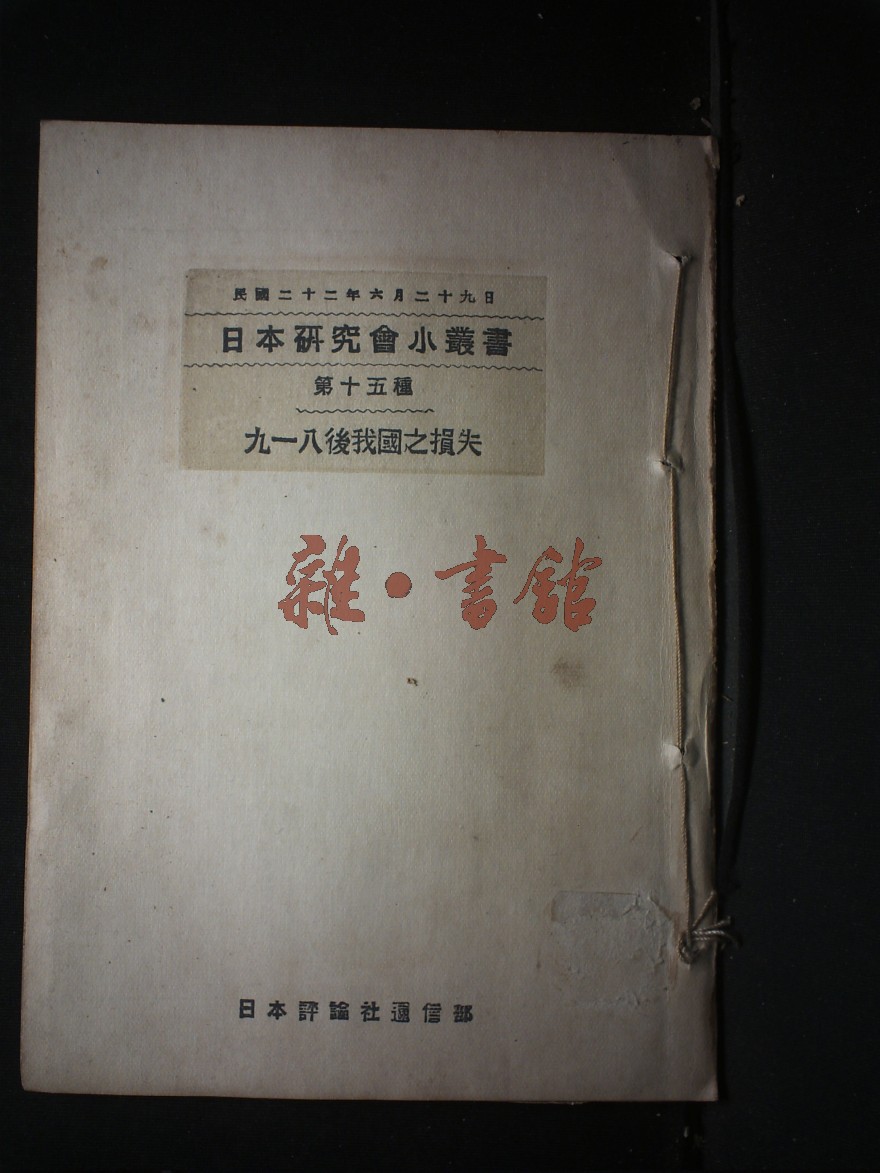 民國二十二年六月二十九日
日本研究會小叢書
第十五種
九一八後我國之損失
雜·書館
日本評論社通信部